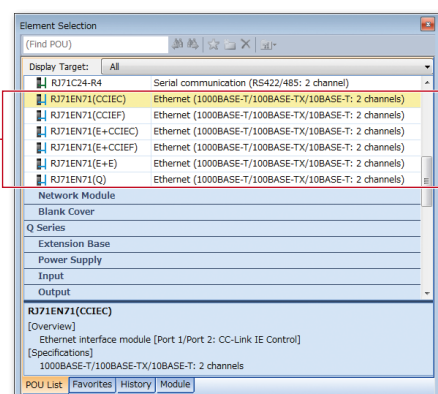 Element Selection
(Find POU)
Display Target: All
RJ71C24-R4 Serial communication (RS422/485: 2 channel)
RJ71EN71(CCIEC) Ethernet (1000BASE-T/100BASE-TX/10BASE-T: 2 channels)
RJ71EN71(CCIEF) Ethernet (1000BASE-T/100BASE-TX/10BASE-T: 2 channels)
RJ71EN71(E+CCIEC) Ethernet (1000BASE-T/100BASE-TX/10BASE-T: 2 channels)
RJ71EN71(E+CCIEF) Ethernet (1000BASE-T/100BASE-TX/10BASE-T: 2 channels)
RJ71EN71(E+E) Ethernet (1000BASE-T/100BASE-TX/10BASE-T: 2 channels)
RJ71EN71(Q) Ethernet (1000BASE-T/100BASE-TX/10BASE-T: 2 channels)
Network Module
Blank Cover
Q Series
Extension Base
Power Supply
Input
Output
RJ71EN71(CCIEC)
[Overview]
Ethernet interface module [Port 1/Port 2: CC-Link IE Control]
[Specifications]
1000BASE-T/100BASE-TX/10BASE-T: 2 channels
POU List Favorites History Module